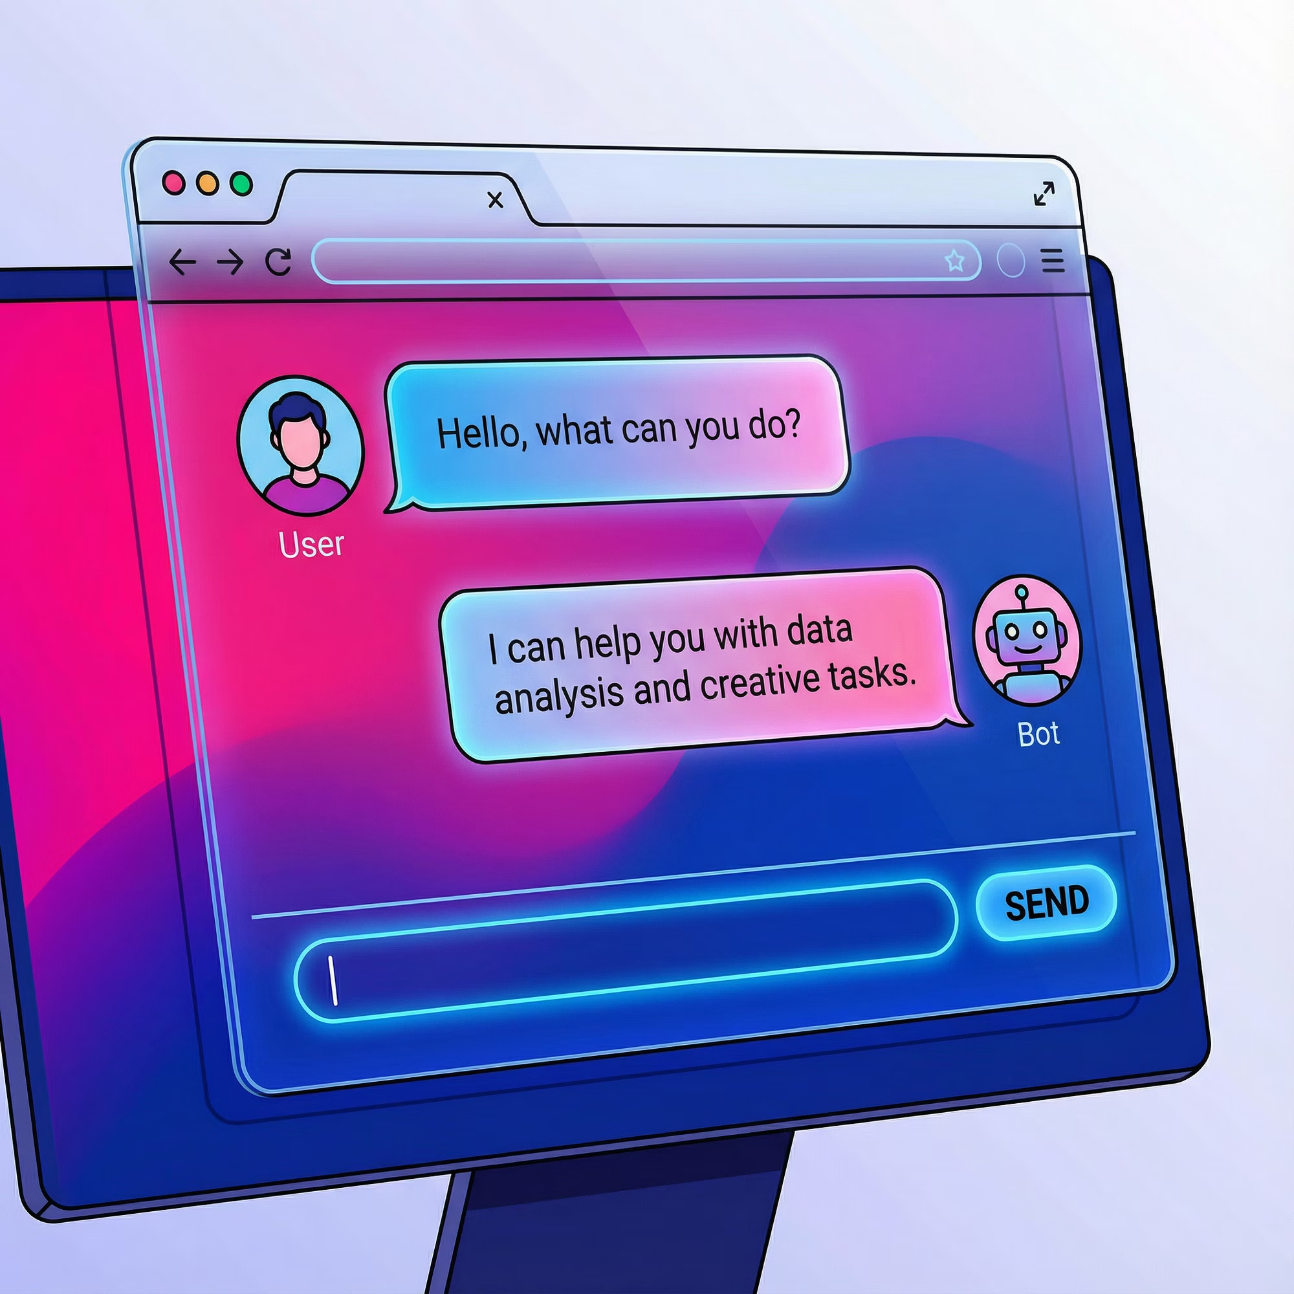 Hello, what can you do?
User
I can help you with data
analysis and creative tasks.
Bot
SEND